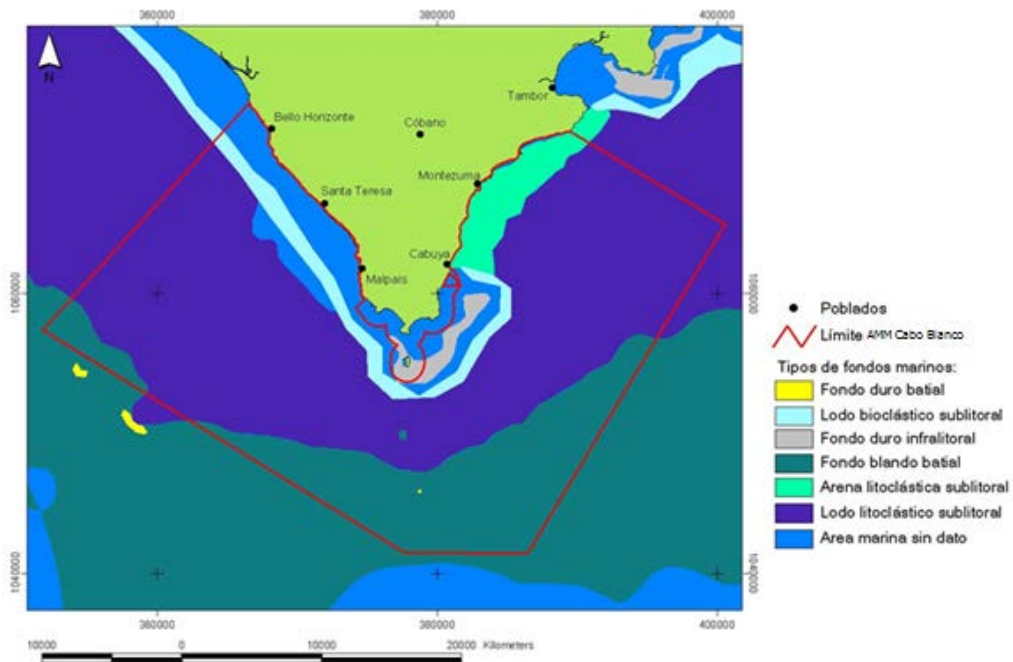 360000 380000 400000
N
Tambor
Bello Horizonte
Cóbano
Montezuma
Santa Teresa
Cabuya
Malpais
1060000 1060000
Poblados
Límite AMM Cabo Blanco
Tipos de fondos marinos:
Fondo duro batial
Lodo bioclástico sublitoral
Fondo duro infralitoral
Fondo blando batial
Arena litoclástica sublitoral
Lodo litoclástico sublitoral
Area marina sin dato
1040000 1040000
360000 380000 400000
10000 0 10000 20000 Kilometers